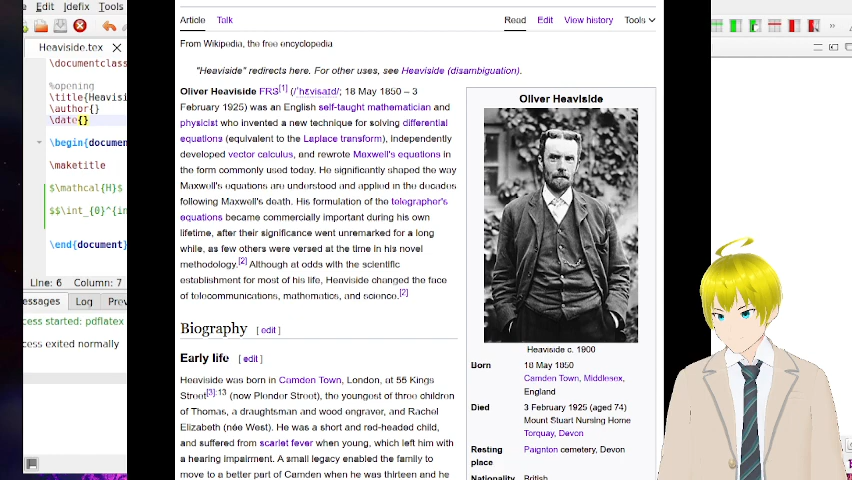 Edit Idefix Tools
Heaviside.tex
\documentclass
%opening
\title{Heavisi
\author{}
\date{}
\begin{docum
\maketitle
$\mathcal{H}$
$$\int_{0}^{in
\end{document}
Line: 6 Column: 7
essages Log Prev
cess started: pdflatex
cess exited normally
Article Talk Read Edit View history Tools
From Wikipedia, the free encyclopedia
"Heaviside" redirects here. For other uses, see Heaviside (disambiguation).
Oliver Heaviside FRS[1] (/ˈhɛvisaɪd/; 18 May 1850 – 3
February 1925) was an English self-taught mathematician and
physicist who invented a new technique for solving differential
equations (equivalent to the Laplace transform), independently
developed vector calculus, and rewrote Maxwell's equations in
the form commonly used today. He significantly shaped the way
Maxwell's equations are understood and applied in the decades
following Maxwell's death. His formulation of the telegrapher's
equations became commercially important during his own
lifetime, after their significance went unremarked for a long
while, as few others were versed at the time in his novel
methodology.[2] Although at odds with the scientific
establishment for most of his life, Heaviside changed the face
of telecommunications, mathematics, and science.[2]
Biography [ edit ]
Early life [ edit ]
Heaviside was born in Camden Town, London, at 55 Kings
Street[3]:13 (now Plender Street), the youngest of three children
of Thomas, a draughtsman and wood engraver, and Rachel
Elizabeth (née West). He was a short and red-headed child,
and suffered from scarlet fever when young, which left him with
a hearing impairment. A small legacy enabled the family to
move to a better part of Camden when he was thirteen and he
Oliver Heaviside
Heaviside c. 1900
Born 18 May 1850
Camden Town, Middlesex,
England
Died 3 February 1925 (aged 74)
Mount Stuart Nursing Home
Torquay, Devon
Resting Paignton cemetery, Devon
place
Nationality British